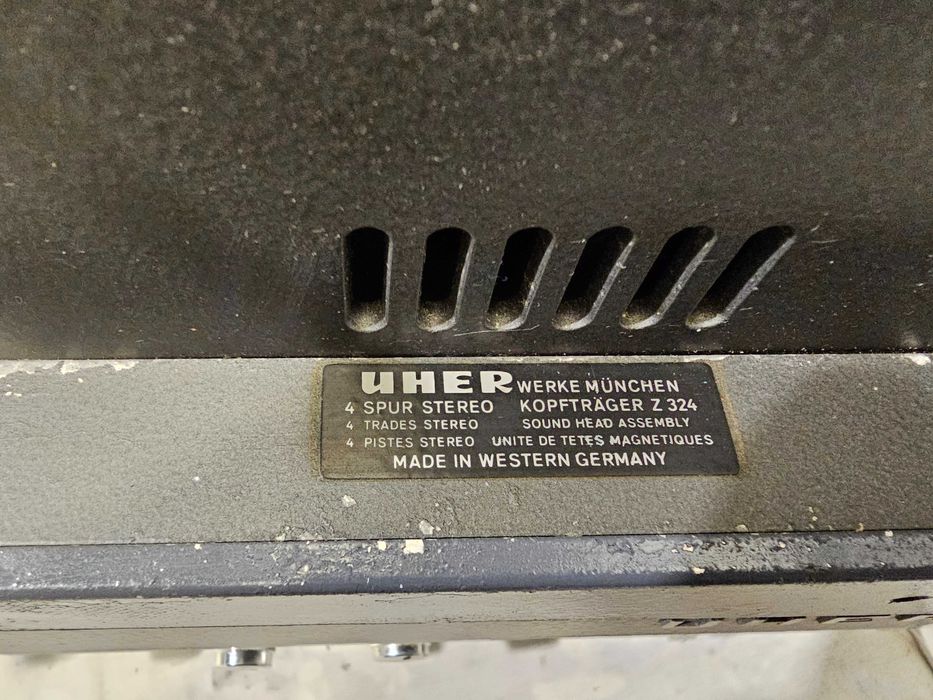 UHER WERKE MÜNCHEN
4 SPUR STEREO KOPFTRÄGER Z 324
4 TRADES STEREO SOUND HEAD ASSEMBLY
4 PISTES STEREO UNITE DE TETES MAGNETIQUES
MADE IN WESTERN GERMANY